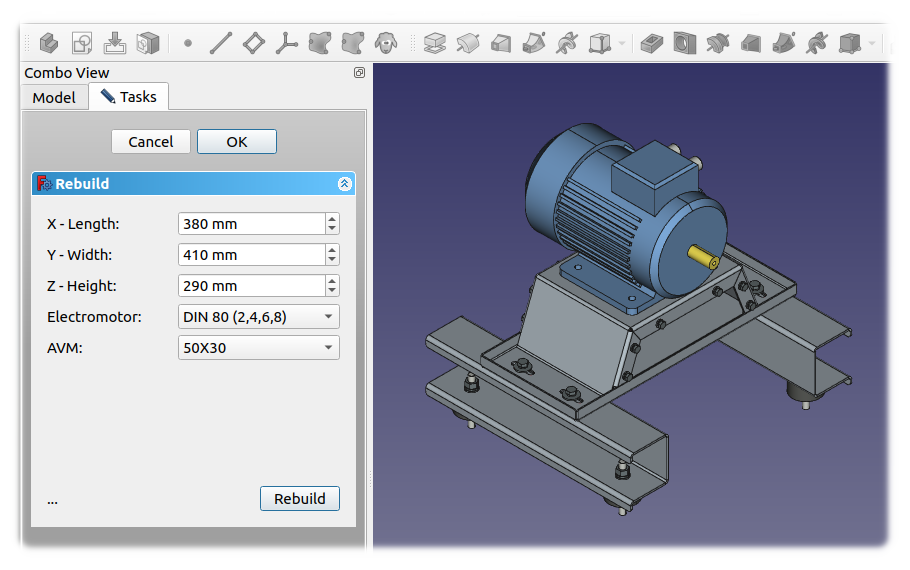 Combo View
Model
Tasks
Cancel
OK
Rebuild
X - Length:
380 mm
Y - Width:
410 mm
Z - Height:
290 mm
Electromotor:
DIN 80 (2,4,6,8)
AVM:
50X30
...
Rebuild